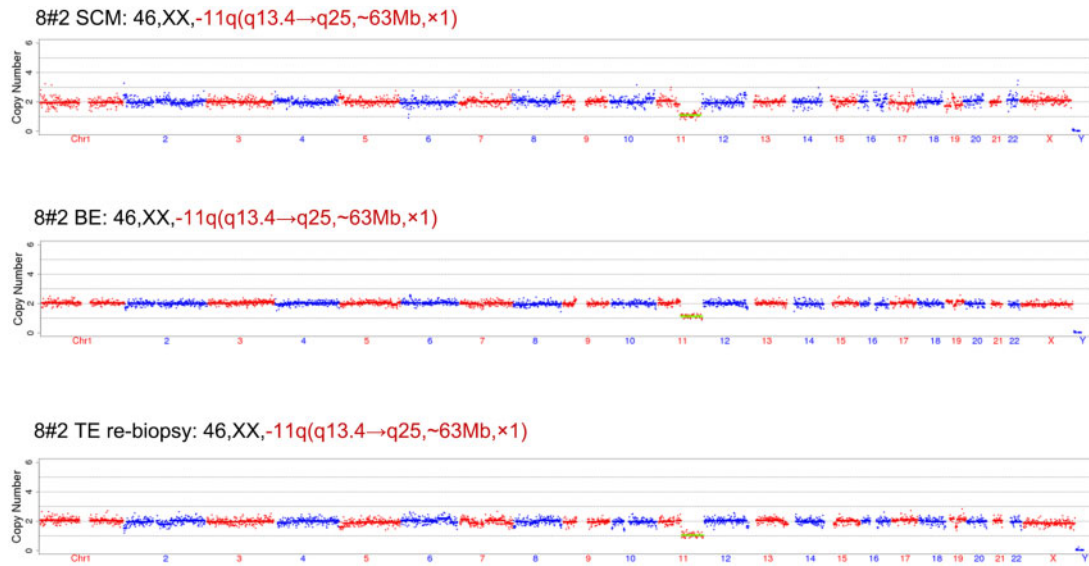 8#2 SCM: 46,XX,-11q(q13.4→q25,~63Mb,×1)
Copy Number
6
4
2
0
Chr1 2 3 4 5 6 7 8 9 10 11 12 13 14 15 16 17 18 19 20 21 22 X Y
8#2 BE: 46,XX,-11q(q13.4→q25,~63Mb,×1)
Copy Number
6
4
2
0
Chr1 2 3 4 5 6 7 8 9 10 11 12 13 14 15 16 17 18 19 20 21 22 X Y
8#2 TE re-biopsy: 46,XX,-11q(q13.4→q25,~63Mb,×1)
Copy Number
6
4
2
0
Chr1 2 3 4 5 6 7 8 9 10 11 12 13 14 15 16 17 18 19 20 21 22 X Y